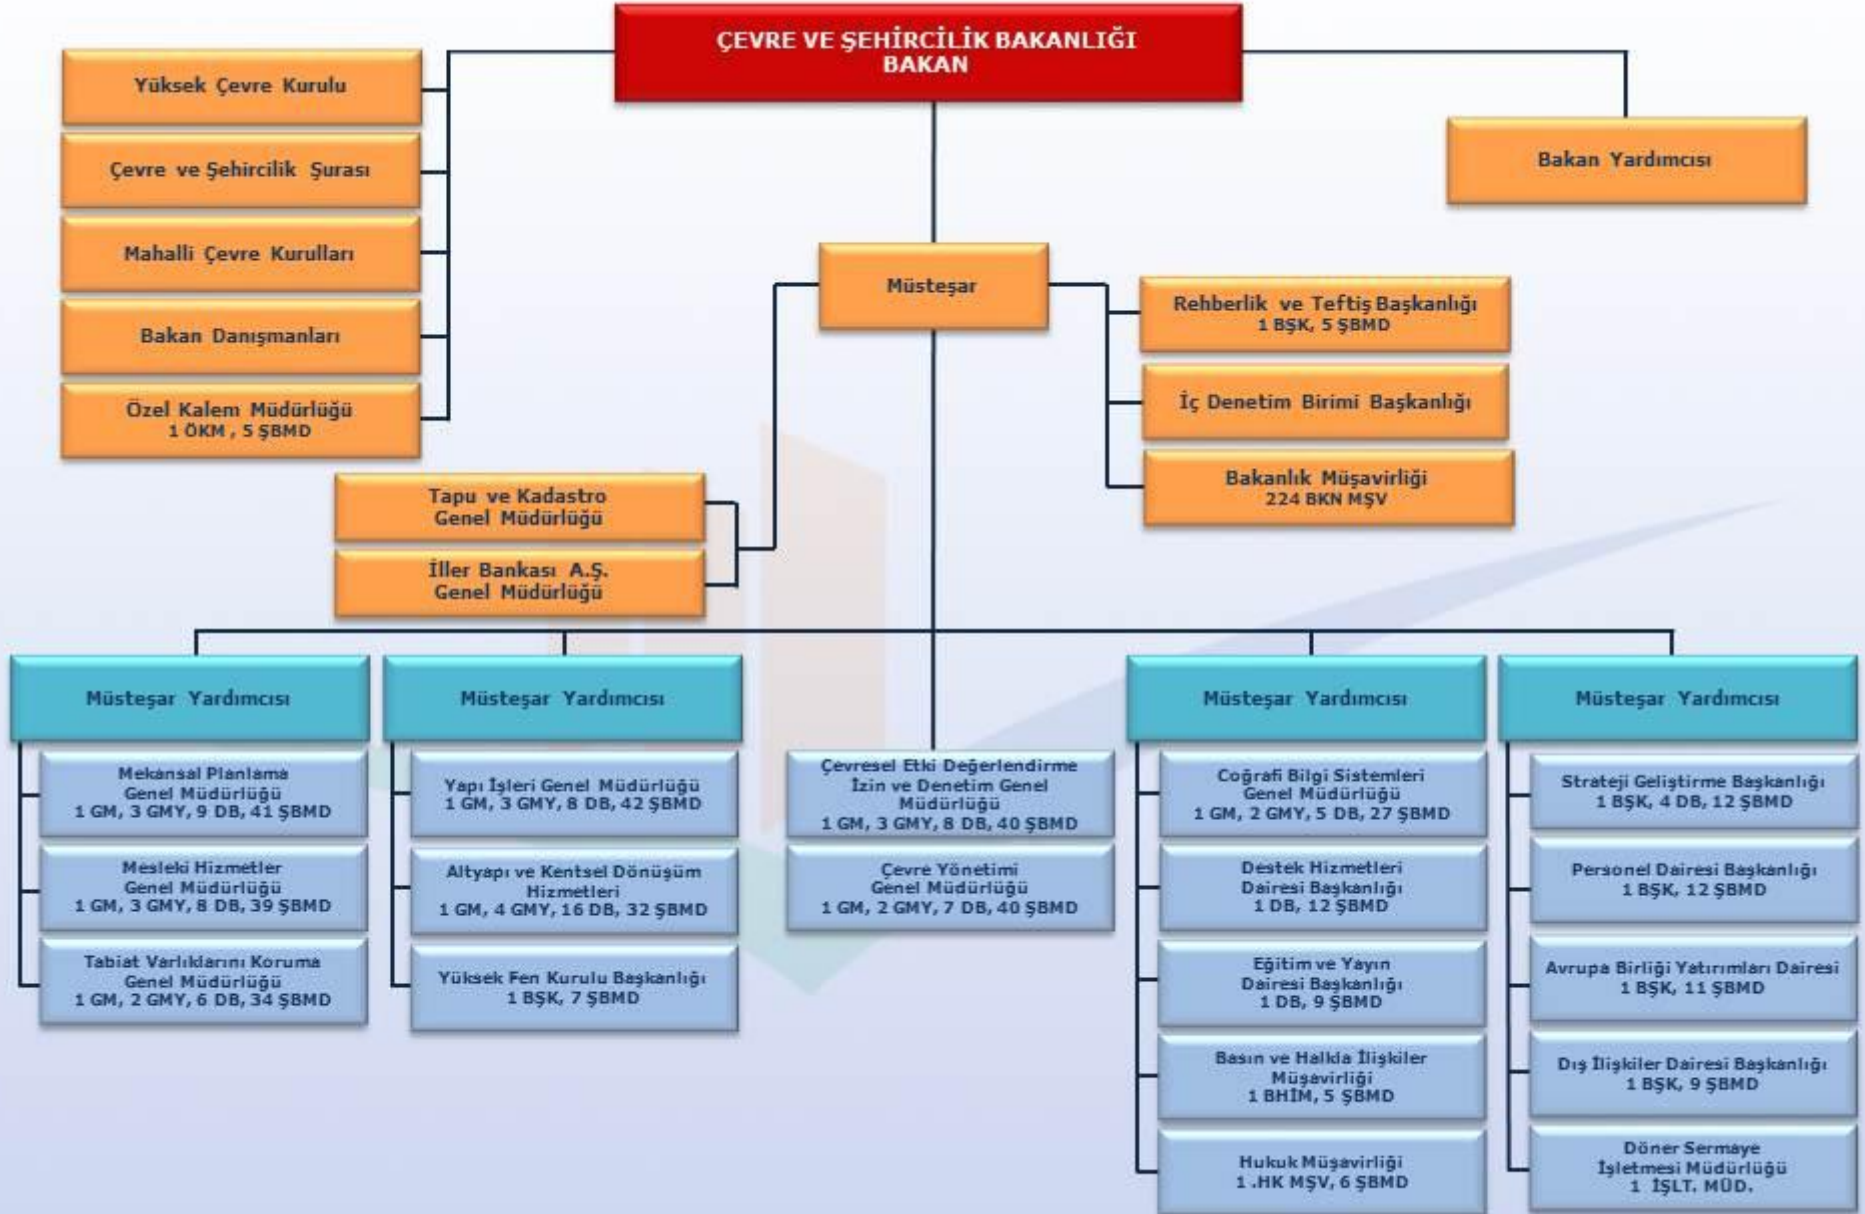 ÇEVRE VE ŞEHİRCİLİK BAKANLIĞI
BAKAN
Yüksek Çevre Kurulu
Çevre ve Şehircilik Şurası
Mahalli Çevre Kurulları
Bakan Danışmanları
Özel Kalem Müdürlüğü
1 ÖKM , 5 ŞBMD
Bakan Yardımcısı
Müsteşar
Rehberlik ve Teftiş Başkanlığı
1 BŞK, 5 ŞBMD
İç Denetim Birimi Başkanlığı
Bakanlık Müşavirliği
224 BKN MŞV
Tapu ve Kadastro
Genel Müdürlüğü
İller Bankası A.Ş.
Genel Müdürlüğü
Müsteşar Yardımcısı
Mekansal Planlama
Genel Müdürlüğü
1 GM, 3 GMY, 9 DB, 41 ŞBMD
Mesleki Hizmetler
Genel Müdürlüğü
1 GM, 3 GMY, 8 DB, 39 ŞBMD
Tabiat Varlıklarını Koruma
Genel Müdürlüğü
1 GM, 2 GMY, 6 DB, 34 ŞBMD
Müsteşar Yardımcısı
Yapı İşleri Genel Müdürlüğü
1 GM, 3 GMY, 8 DB, 42 ŞBMD
Altyapı ve Kentsel Dönüşüm
Hizmetleri
1 GM, 4 GMY, 16 DB, 32 ŞBMD
Yüksek Fen Kurulu Başkanlığı
1 BŞK, 7 ŞBMD
Çevresel Etki Değerlendirme
İzin ve Denetim Genel
Müdürlüğü
1 GM, 3 GMY, 8 DB, 40 ŞBMD
Çevre Yönetimi
Genel Müdürlüğü
1 GM, 2 GMY, 7 DB, 40 ŞBMD
Müsteşar Yardımcısı
Coğrafi Bilgi Sistemleri
Genel Müdürlüğü
1 GM, 2 GMY, 5 DB, 27 ŞBMD
Destek Hizmetleri
Dairesi Başkanlığı
1 DB, 12 ŞBMD
Eğitim ve Yayın
Dairesi Başkanlığı
1 DB, 9 ŞBMD
Basın ve Halkla İlişkiler
Müşavirliği
1 BHİM, 5 ŞBMD
Hukuk Müşavirliği
1 .HK MŞV, 6 ŞBMD
Müsteşar Yardımcısı
Strateji Geliştirme Başkanlığı
1 BŞK, 4 DB, 12 ŞBMD
Personel Dairesi Başkanlığı
1 BŞK, 12 ŞBMD
Avrupa Birliği Yatırımları Dairesi
1 BŞK, 11 ŞBMD
Dış İlişkiler Dairesi Başkanlığı
1 BŞK, 9 ŞBMD
Döner Sermaye
İşletmesi Müdürlüğü
1 İŞLT. MÜD.